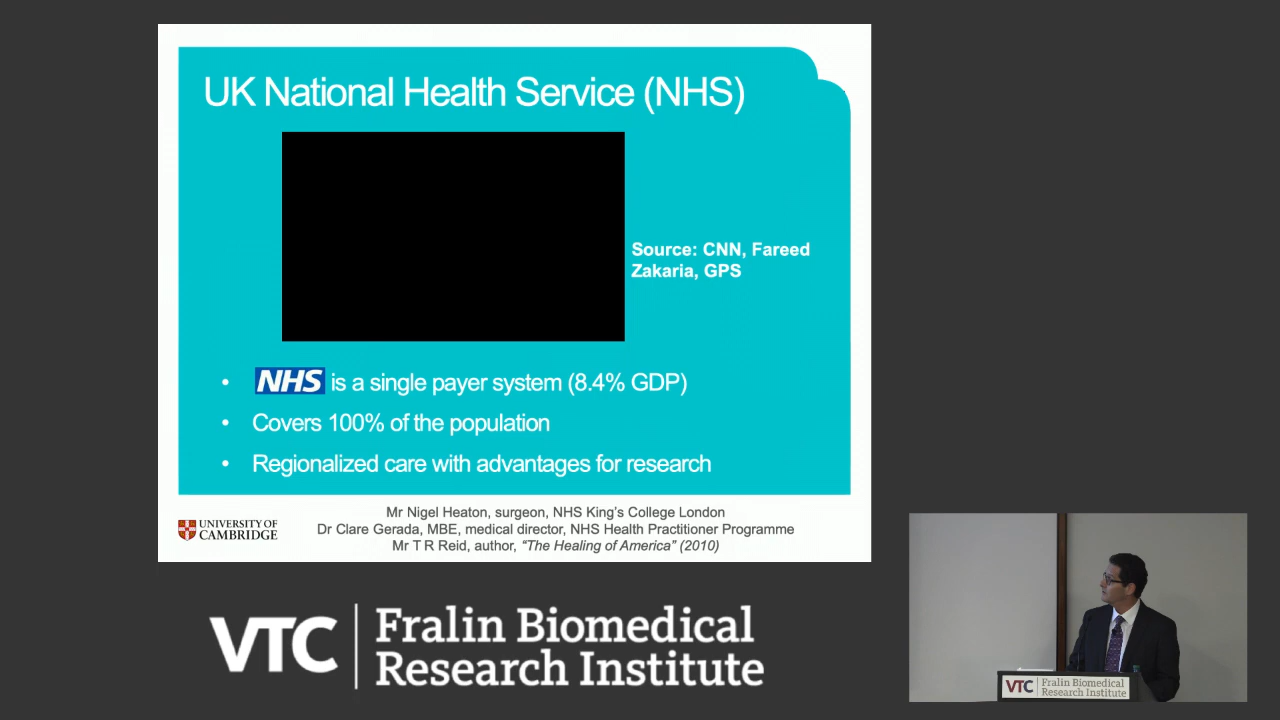 UK National Health Service (NHS)
Source: CNN, Fareed
Zakaria, GPS
• NHS is a single payer system (8.4% GDP)
• Covers 100% of the population
• Regionalized care with advantages for research
UNIVERSITY OF
CAMBRIDGE
Mr Nigel Heaton, surgeon, NHS King's College London
Dr Clare Gerada, MBE, medical director, NHS Health Practitioner Programme
Mr T R Reid, author, “The Healing of America” (2010)
VTC
Fralin Biomedical
Research Institute
VTC
Fralin Biomedical
Research Institute